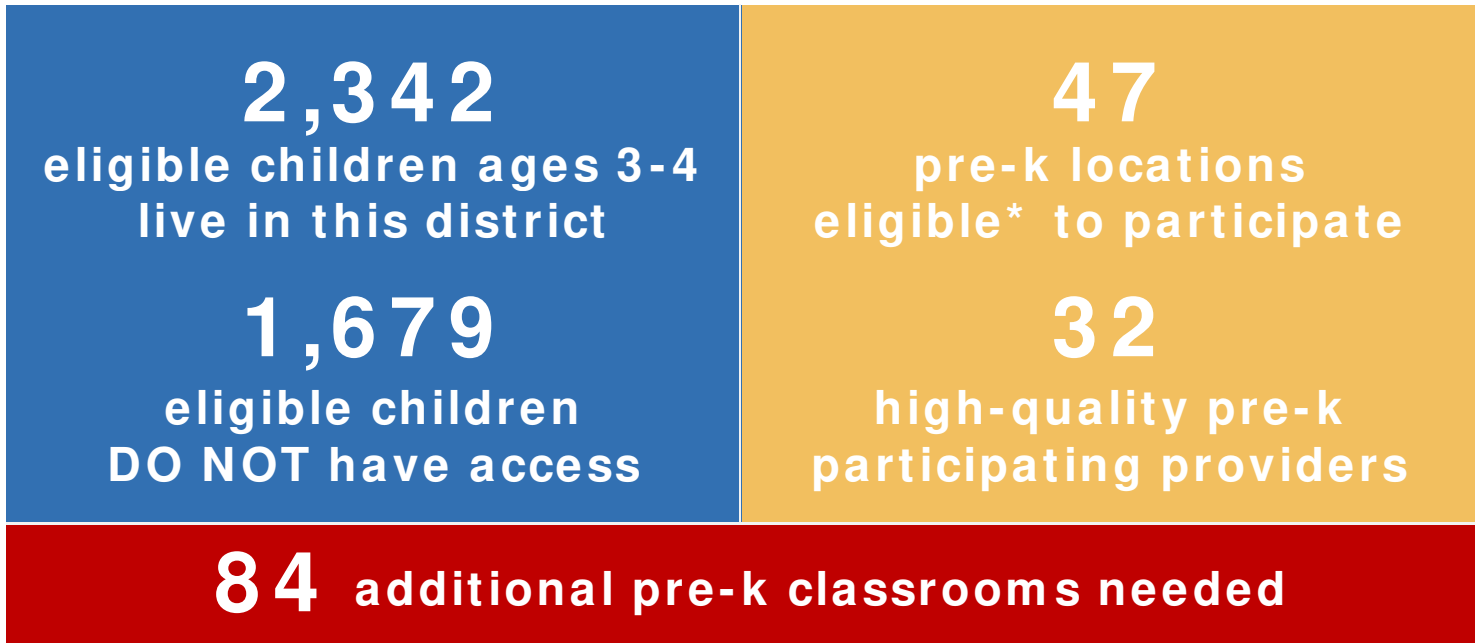 2,342
eligible children ages 3-4
live in this district
1,679
eligible children
DO NOT have access
47
pre-k locations
eligible* to participate
32
high-quality pre-k
participating providers
84 additional pre-k classrooms needed